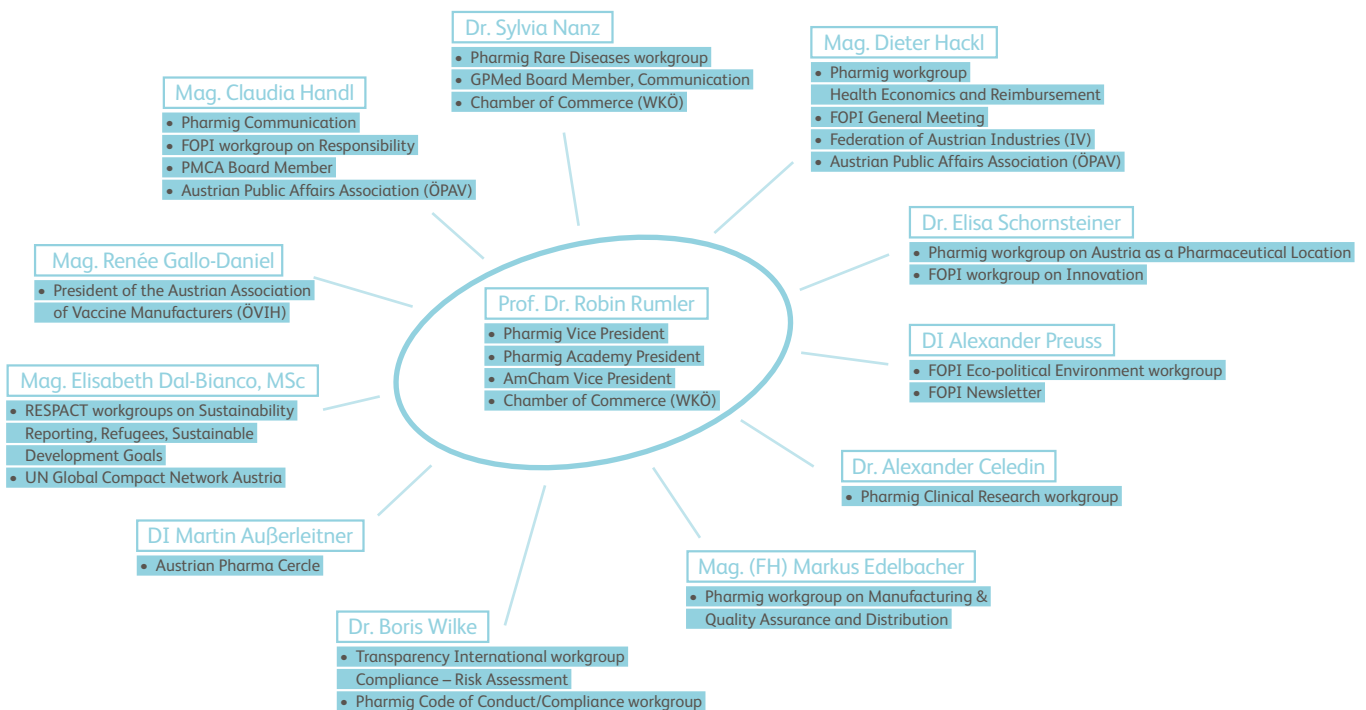 Dr. Sylvia Nanz
• Pharmig Rare Diseases workgroup
• GPMed Board Member, Communication
• Chamber of Commerce (WKÖ)
Mag. Dieter Hackl
• Pharmig workgroup
Health Economics and Reimbursement
• FOPI General Meeting
• Federation of Austrian Industries (IV)
• Austrian Public Affairs Association (ÖPAV)
Mag. Claudia Handl
• Pharmig Communication
• FOPI workgroup on Responsibility
• PMCA Board Member
• Austrian Public Affairs Association (ÖPAV)
Dr. Elisa Schornsteiner
• Pharmig workgroup on Austria as a Pharmaceutical Location
• FOPI workgroup on Innovation
Mag. Renée Gallo-Daniel
• President of the Austrian Association
of Vaccine Manufacturers (ÖVIH)
Prof. Dr. Robin Rumler
• Pharmig Vice President
• Pharmig Academy President
• AmCham Vice President
• Chamber of Commerce (WKÖ)
DI Alexander Preuss
• FOPI Eco-political Environment workgroup
• FOPI Newsletter
Mag. Elisabeth Dal-Bianco, MSc
• RESPACT workgroups on Sustainability
Reporting, Refugees, Sustainable
Development Goals
• UN Global Compact Network Austria
Dr. Alexander Celedin
• Pharmig Clinical Research workgroup
DI Martin Außerleitner
• Austrian Pharma Cercle
Mag. (FH) Markus Edelbacher
• Pharmig workgroup on Manufacturing &
Quality Assurance and Distribution
Dr. Boris Wilke
• Transparency International workgroup
Compliance – Risk Assessment
• Pharmig Code of Conduct/Compliance workgroup